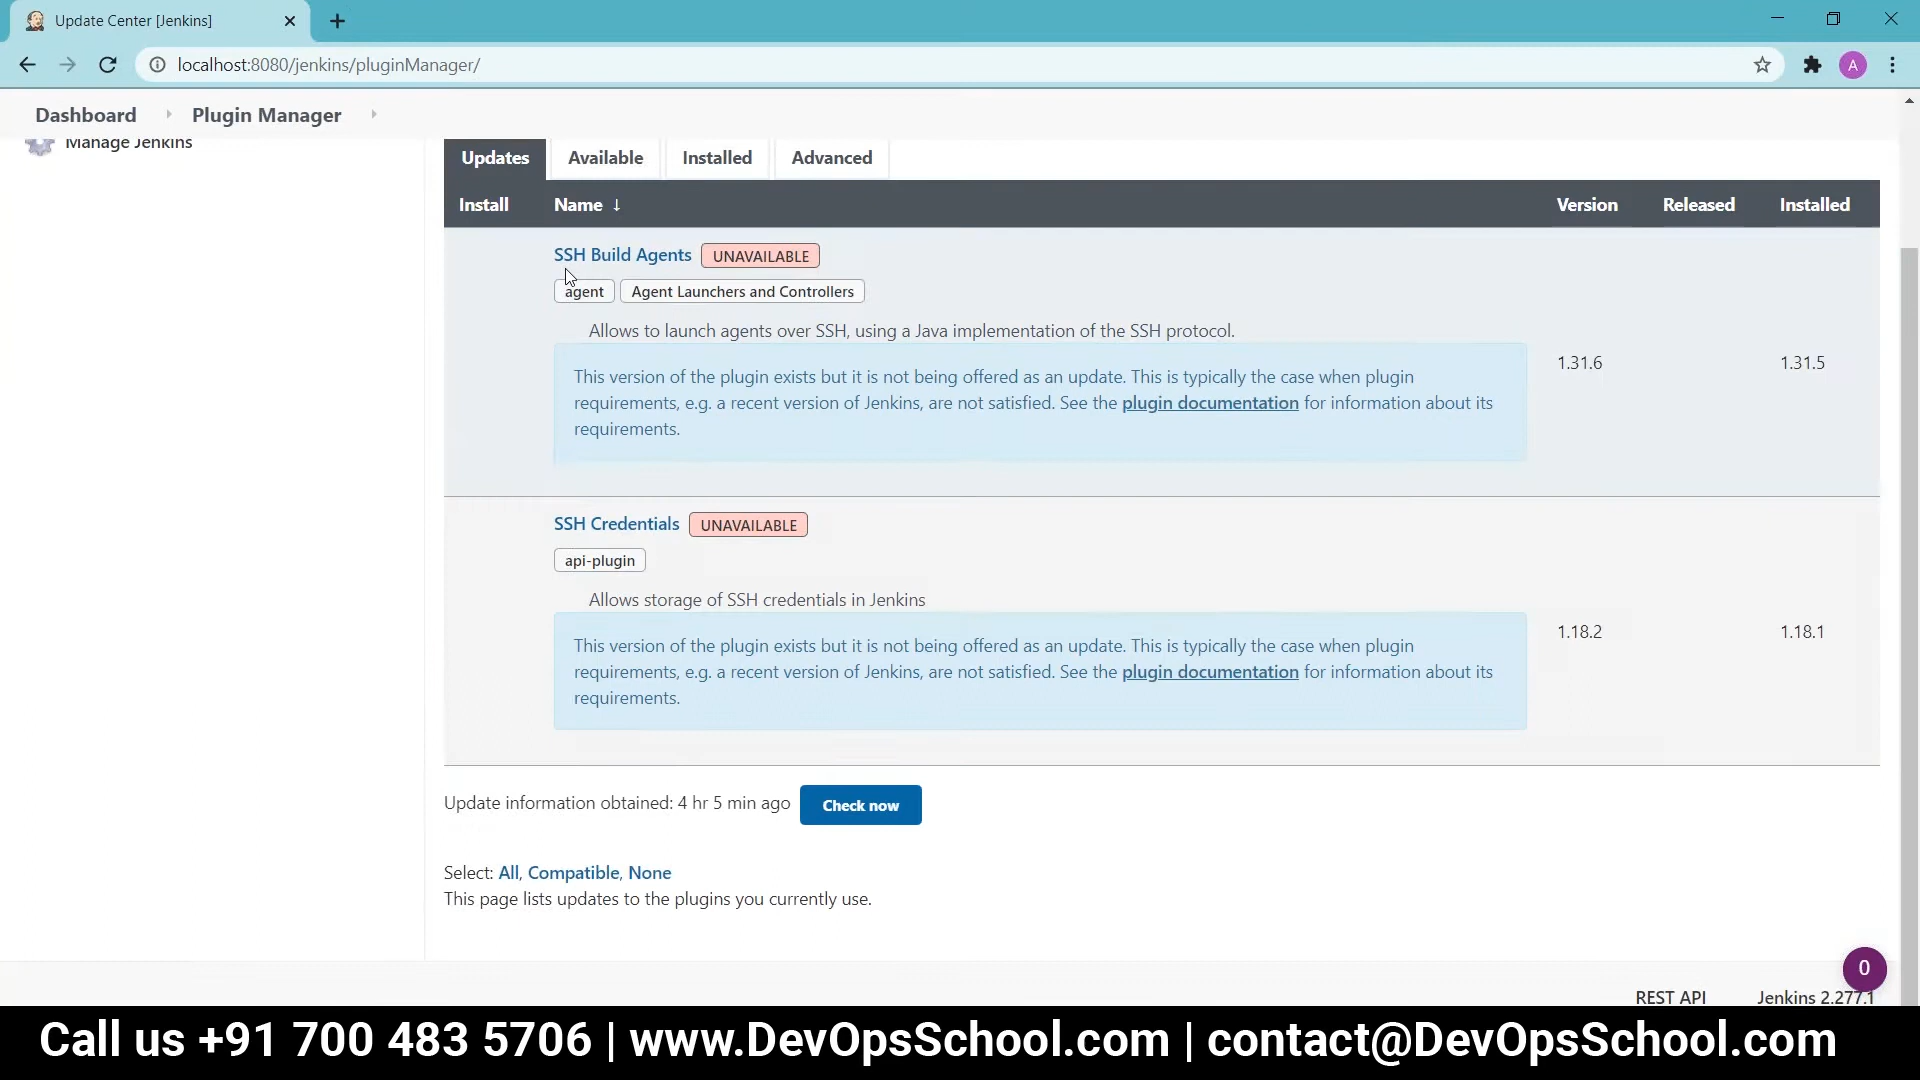 Update Center [Jenkins]
localhost:8080/jenkins/pluginManager/
A
Dashboard
Plugin Manager
Manage Jenkins
Updates
Available
Installed
Advanced
Install
Name ↓
Version
Released
Installed
SSH Build Agents
UNAVAILABLE
agent
Agent Launchers and Controllers
Allows to launch agents over SSH, using a Java implementation of the SSH protocol.
This version of the plugin exists but it is not being offered as an update. This is typically the case when plugin
requirements, e.g. a recent version of Jenkins, are not satisfied. See the plugin documentation for information about its
requirements.
1.31.6
1.31.5
SSH Credentials
UNAVAILABLE
api-plugin
Allows storage of SSH credentials in Jenkins
This version of the plugin exists but it is not being offered as an update. This is typically the case when plugin
requirements, e.g. a recent version of Jenkins, are not satisfied. See the plugin documentation for information about its
requirements.
1.18.2
1.18.1
Update information obtained: 4 hr 5 min ago
Check now
Select: All, Compatible, None
This page lists updates to the plugins you currently use.
0
REST API
Jenkins 2.277.1
Call us +91 700 483 5706 | www.DevOpsSchool.com | contact@DevOpsSchool.com